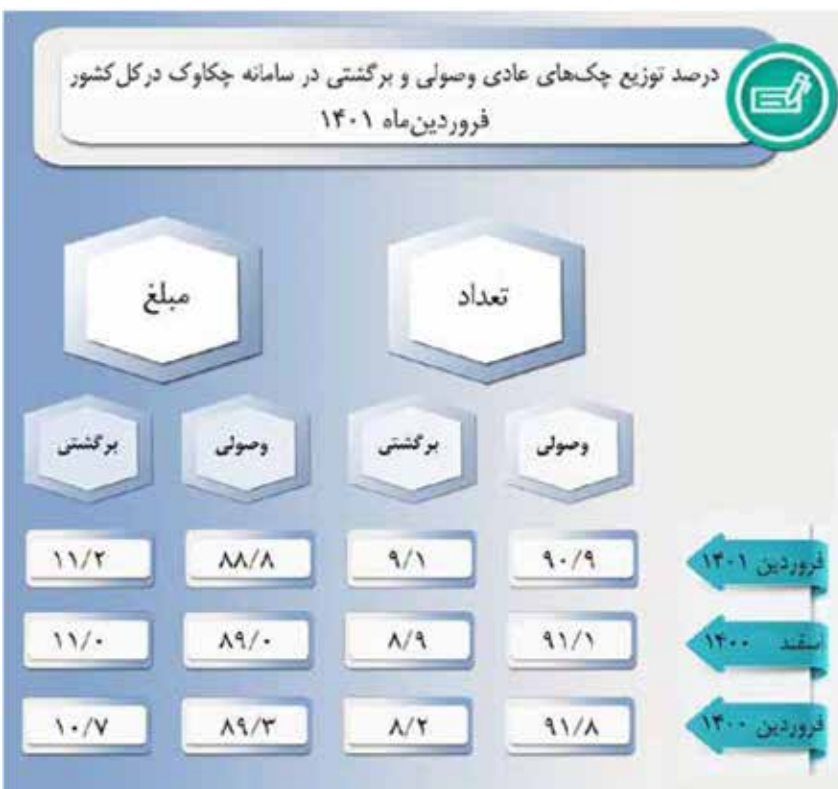 درصد توزیع چک‌های عادی وصولی و برگشتی در سامانه چکاوک در کل کشور
فروردین‌ماه ۱۴۰۱
تعداد مبلغ
وصولی برگشتی وصولی برگشتی
فروردین ۱۴۰۱ ۹۰/۹ ۹/۱ ۸۸/۸ ۱۱/۲
اسفند ۱۴۰۰ ۹۱/۱ ۸/۹ ۸۹/۰ ۱۱/۰
فروردین ۱۴۰۰ ۹۱/۸ ۸/۲ ۸۹/۳ ۱۰/۷